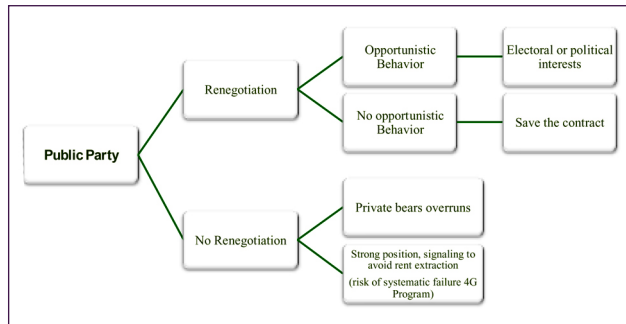 Public Party
Renegotiation
Opportunistic
Behavior
Electoral or political
interests
No opportunistic
Behavior
Save the contract
No Renegotiation
Private bears overruns
Strong position, signaling to
avoid rent extraction
(risk of systematic failure 4G
Program)